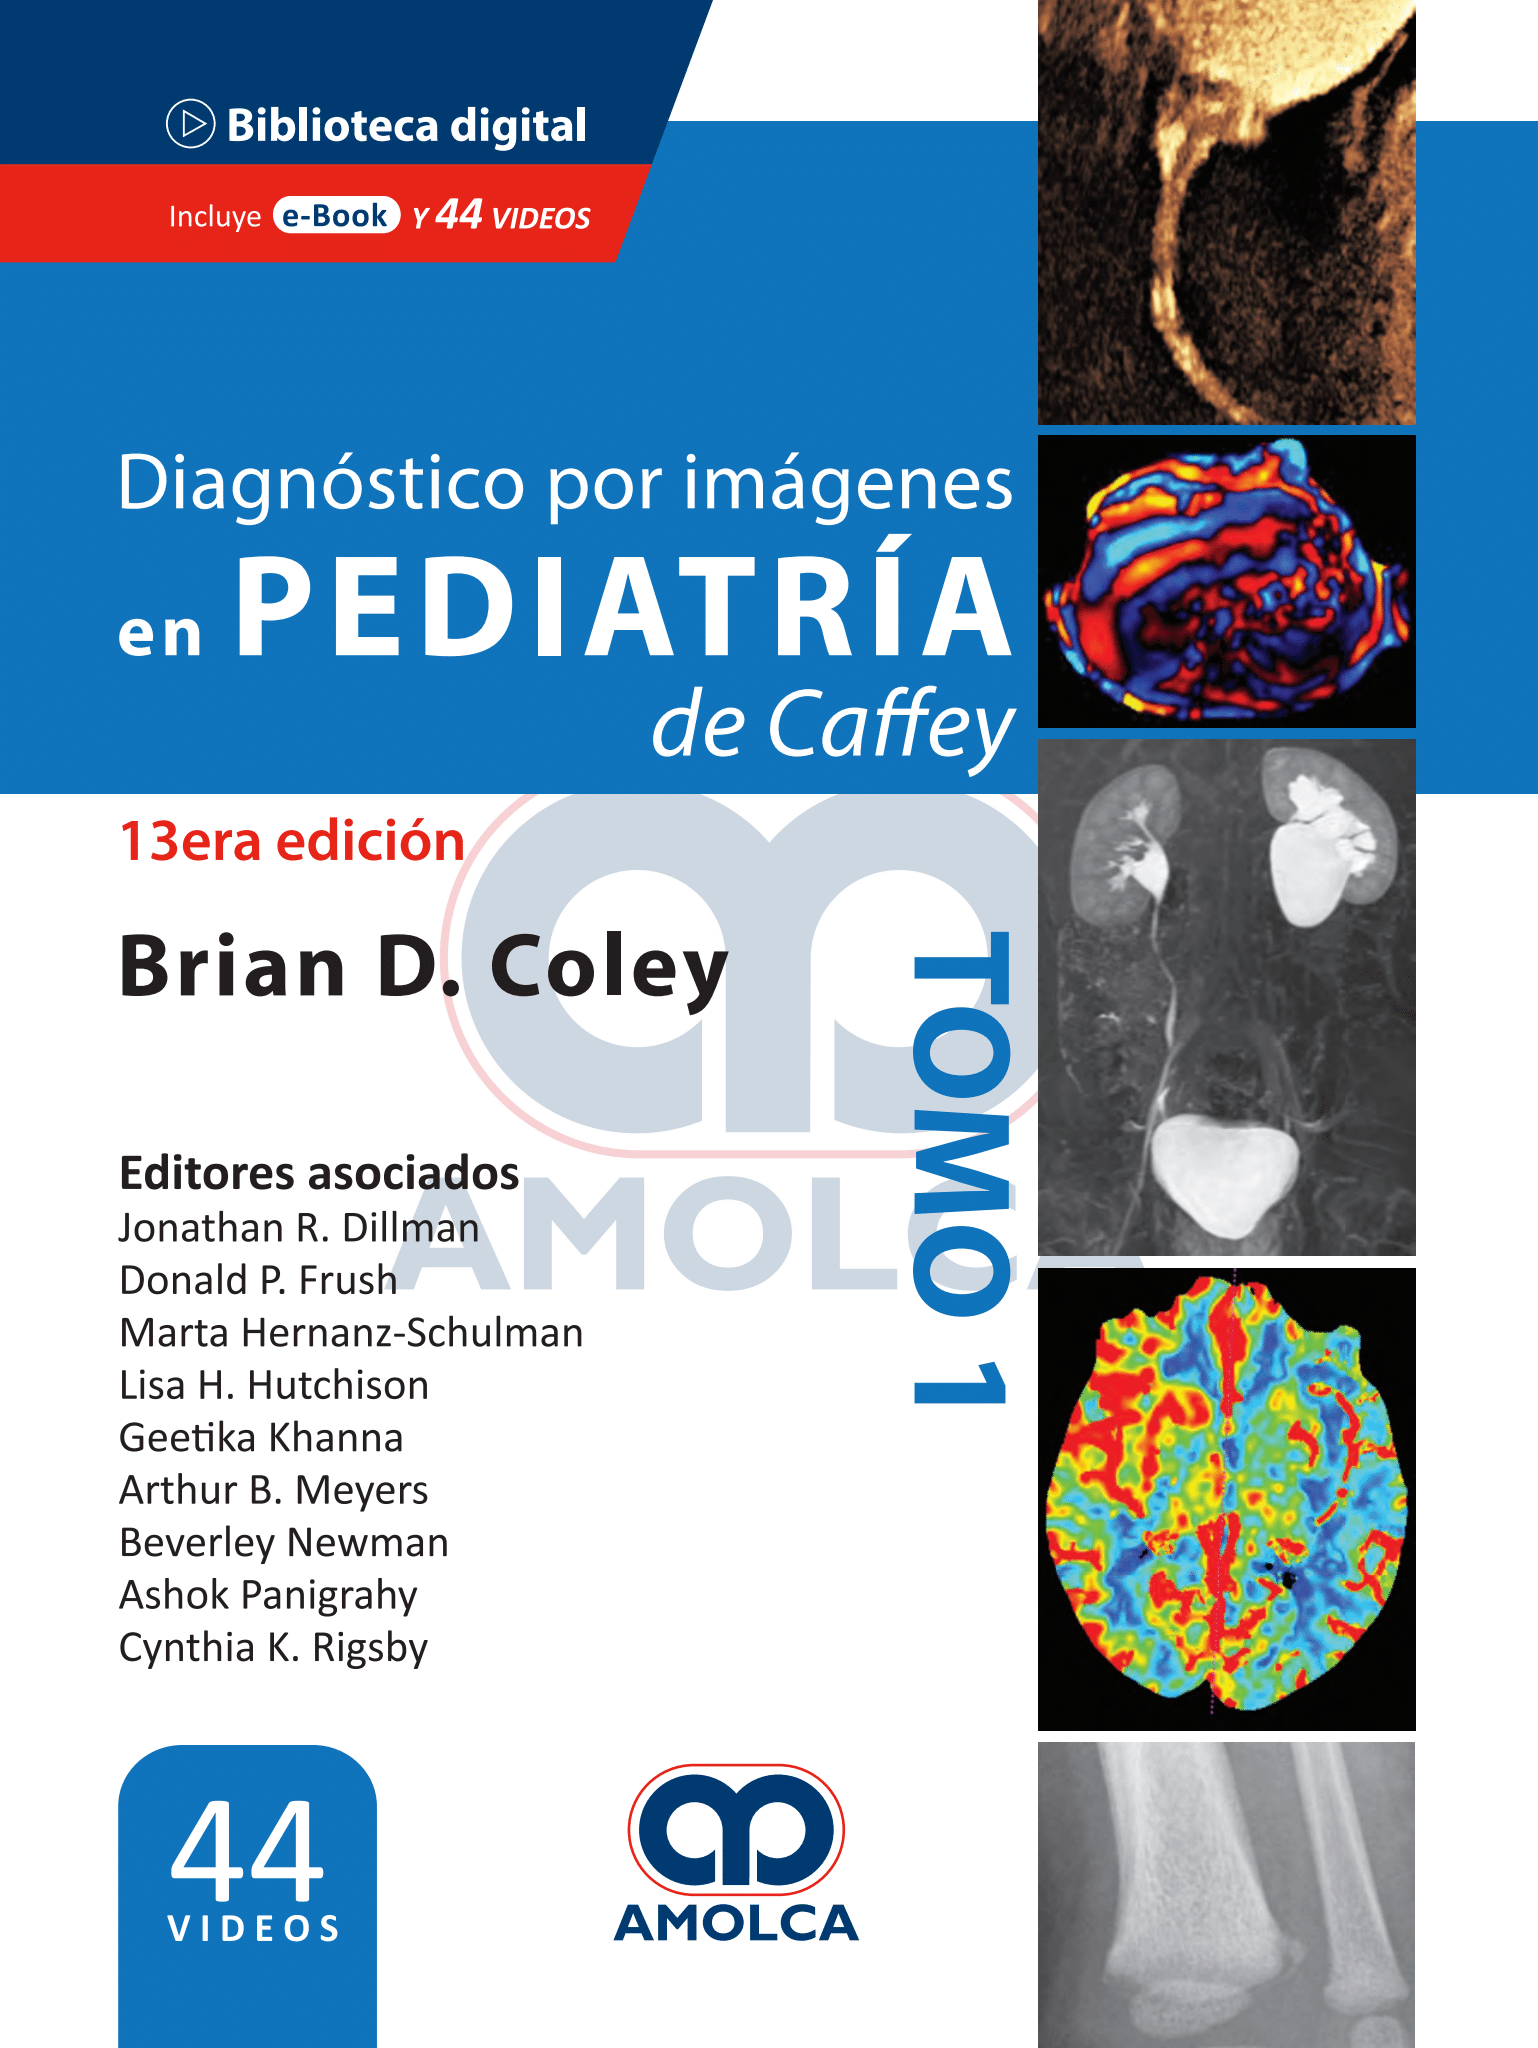 Biblioteca digital
Incluye e-Book Y 44 VIDEOS
Diagnóstico por imágenes
en PEDIATRÍA
de Caffey
13era edición
Brian D. Coley
TOMO 1
Editores asociados
Jonathan R. Dillman
Donald P. Frush
Marta Hernanz-Schulman
Lisa H. Hutchison
Geetika Khanna
Arthur B. Meyers
Beverley Newman
Ashok Panigrahy
Cynthia K. Rigsby
AMOLCA
44
VIDEOS
AMOLCA